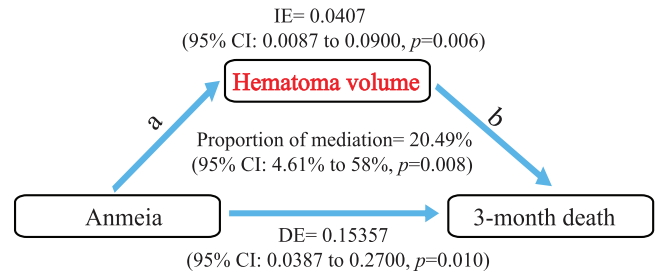 IE= 0.0407
(95% CI: 0.0087 to 0.0900, p=0.006)
Hematoma volume
a
b
Proportion of mediation= 20.49%
(95% CI: 4.61% to 58%, p=0.008)
Anmeia
3-month death
DE= 0.15357
(95% CI: 0.0387 to 0.2700, p=0.010)